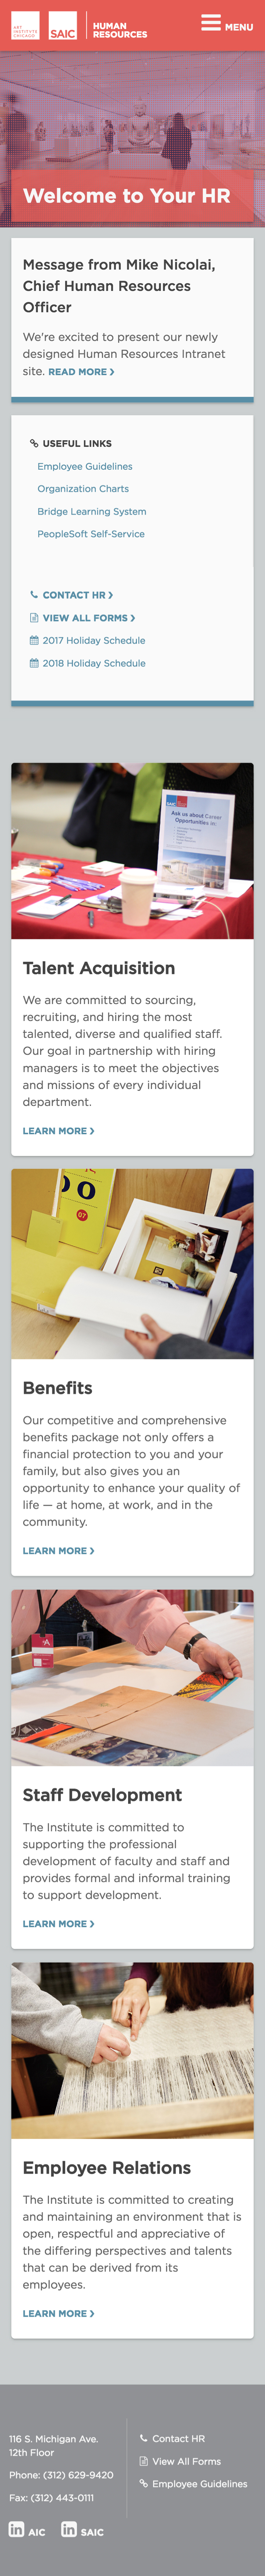 ART
INSTITVTE
CHICAGO
SAIC
HUMAN
RESOURCES
MENU
Welcome to Your HR
Message from Mike Nicolai,
Chief Human Resources
Officer
We're excited to present our newly
designed Human Resources Intranet
site. READ MORE ❯
USEFUL LINKS
Employee Guidelines
Organization Charts
Bridge Learning System
PeopleSoft Self-Service
CONTACT HR ❯
VIEW ALL FORMS ❯
2017 Holiday Schedule
2018 Holiday Schedule
SAIC
Ask us about Career
Opportunities in:
Talent Acquisition
We are committed to sourcing,
recruiting, and hiring the most
talented, diverse and qualified staff.
Our goal in partnership with hiring
managers is to meet the objectives
and missions of every individual
department.
LEARN MORE ❯
07
Benefits
Our competitive and comprehensive
benefits package not only offers a
financial protection to you and your
family, but also gives you an
opportunity to enhance your quality of
life — at home, at work, and in the
community.
LEARN MORE ❯
Staff Development
The Institute is committed to
supporting the professional
development of faculty and staff and
provides formal and informal training
to support development.
LEARN MORE ❯
Employee Relations
The Institute is committed to creating
and maintaining an environment that is
open, respectful and appreciative of
the differing perspectives and talents
that can be derived from its
employees.
LEARN MORE ❯
116 S. Michigan Ave.
12th Floor
Phone: (312) 629-9420
Fax: (312) 443-0111
in AIC
in SAIC
Contact HR
View All Forms
Employee Guidelines